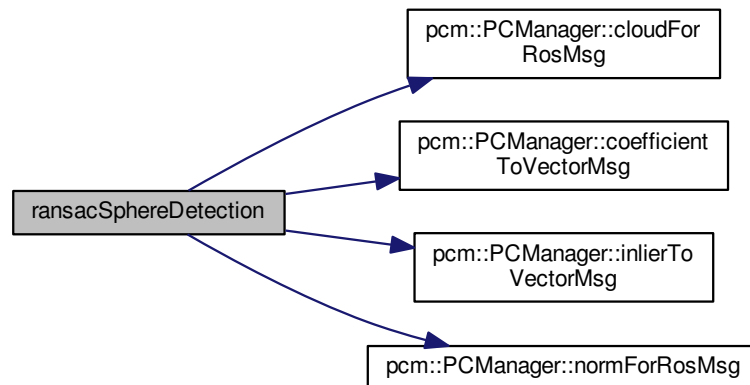 pcm::PCManager::cloudFor
RosMsg
pcm::PCManager::coefficient
ToVectorMsg
ransacSphereDetection
pcm::PCManager::inlierTo
VectorMsg
pcm::PCManager::normForRosMsg